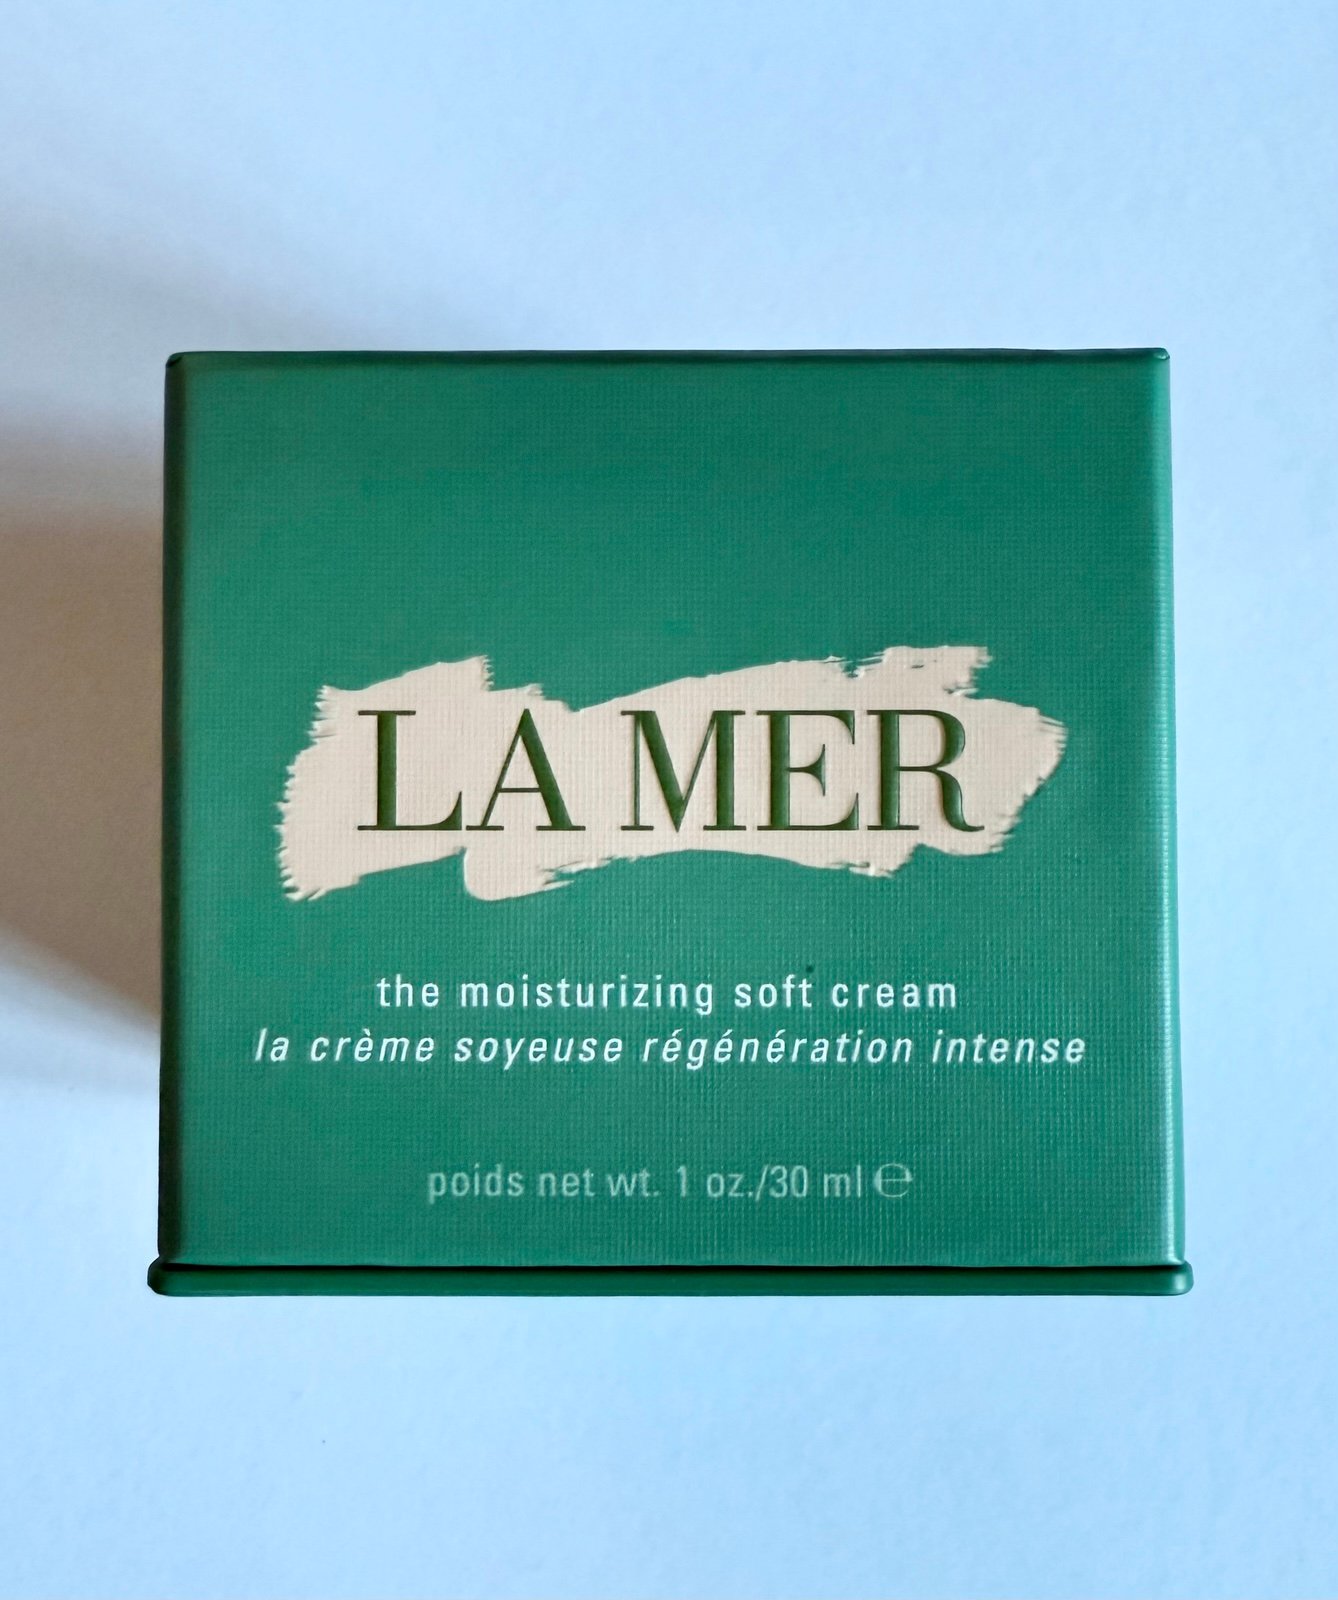 LA MER
the moisturizing soft cream
la crème soyeuse régénération intense
poids net wt. 1 oz./30 ml ℮